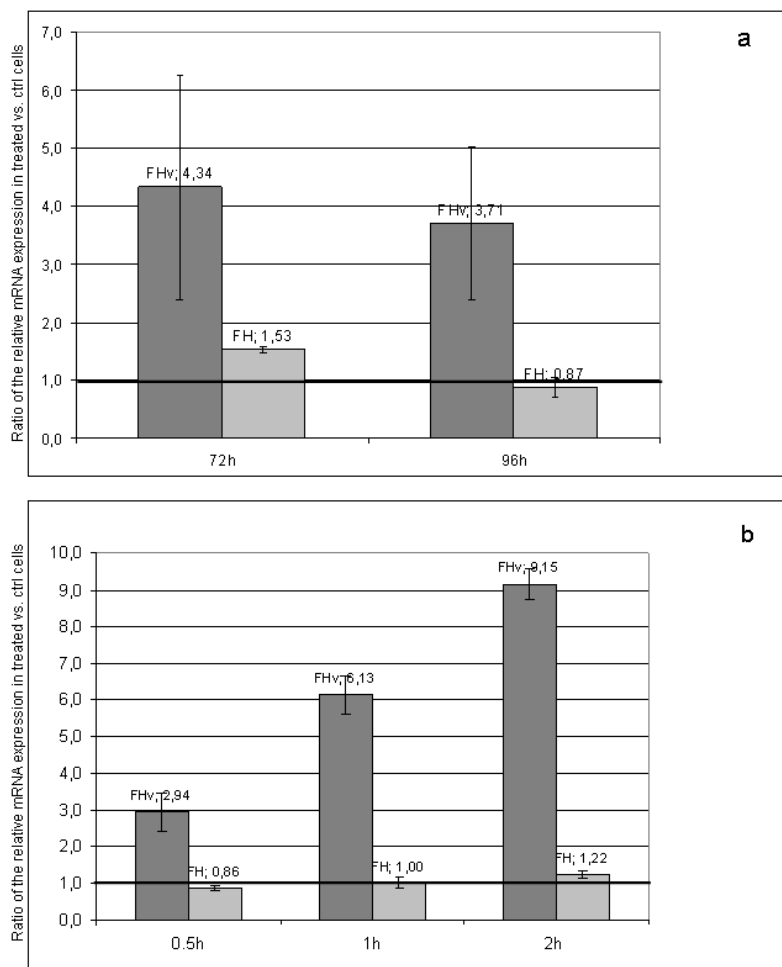 a
Ratio of the relative mRNA expression in treated vs. ctrl cells
7,0
6,0
5,0
4,0
3,0
2,0
1,0
0,0
FHv; 4,34
FH; 1,53
FHv; 3,71
FH; 0,87
72h
96h
b
Ratio of the relative mRNA expression in treated vs. ctrl cells
10,0
9,0
8,0
7,0
6,0
5,0
4,0
3,0
2,0
1,0
0,0
FHv; 2,94
FH; 0,86
FHv; 6,13
FH; 1,00
FHv; 9,15
FH; 1,22
0.5h
1h
2h